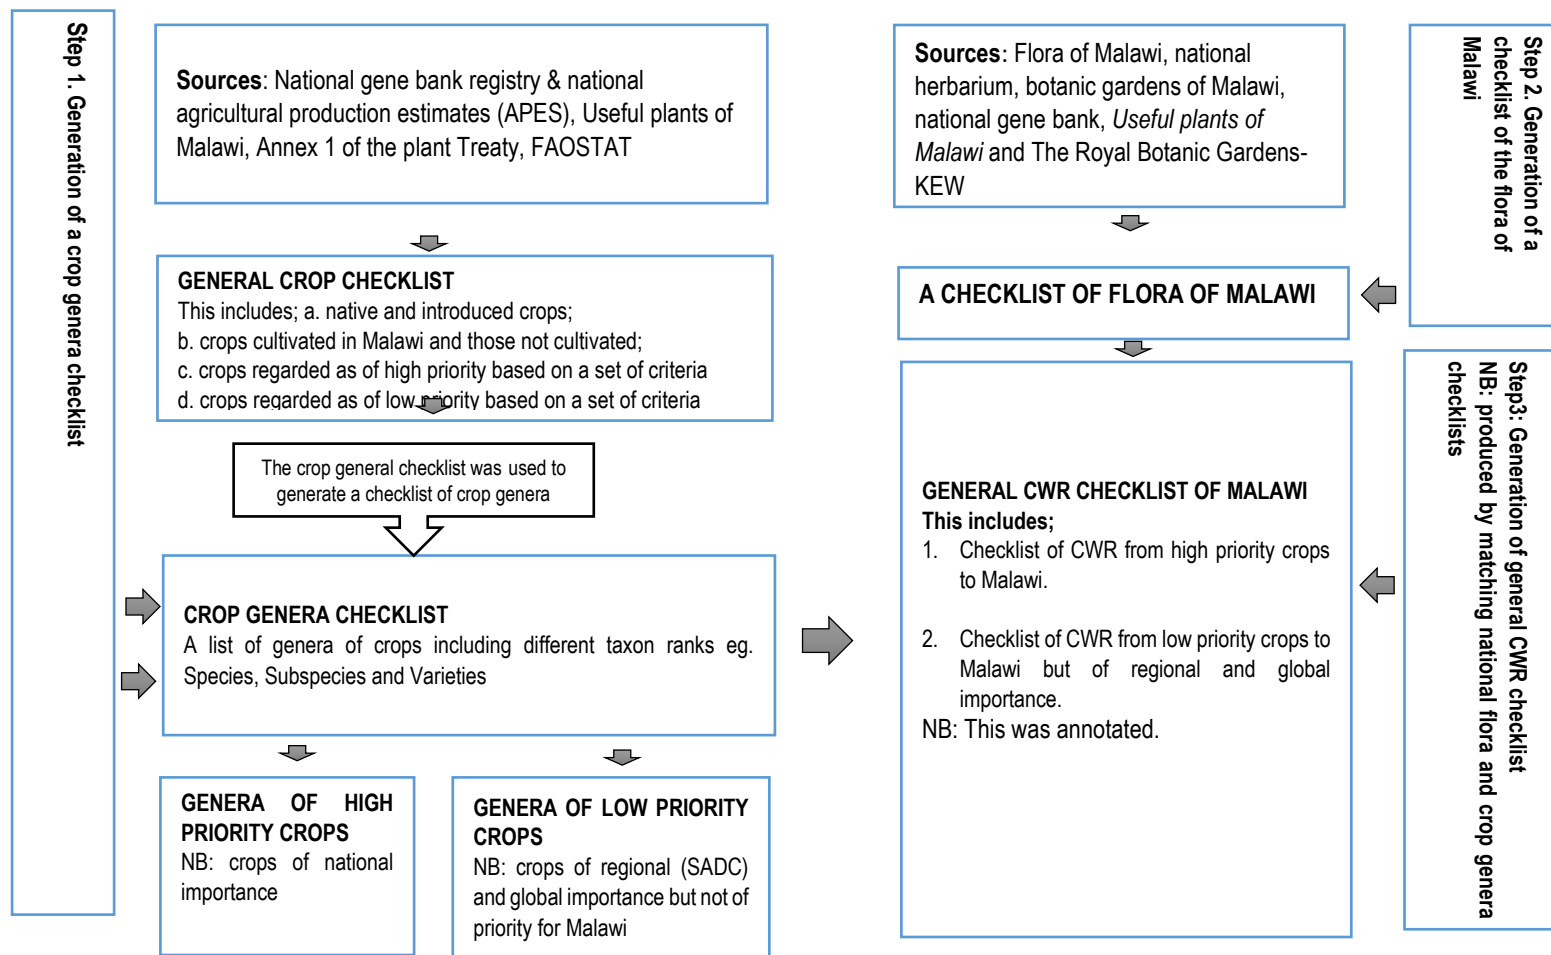 Step 1. Generation of a crop genera checklist
Sources: National gene bank registry & national
agricultural production estimates (APES), Useful plants of
Malawi, Annex 1 of the plant Treaty, FAOSTAT
GENERAL CROP CHECKLIST
This includes; a. native and introduced crops;
b. crops cultivated in Malawi and those not cultivated;
c. crops regarded as of high priority based on a set of criteria
d. crops regarded as of low priority based on a set of criteria
The crop general checklist was used to
generate a checklist of crop genera
CROP GENERA CHECKLIST
A list of genera of crops including different taxon ranks eg.
Species, Subspecies and Varieties
GENERA OF HIGH
PRIORITY CROPS
NB: crops of national
importance
GENERA OF LOW PRIORITY
CROPS
NB: crops of regional (SADC)
and global importance but not of
priority for Malawi
Sources: Flora of Malawi, national
herbarium, botanic gardens of Malawi,
national gene bank, Useful plants of
Malawi and The Royal Botanic Gardens-
KEW
A CHECKLIST OF FLORA OF MALAWI
GENERAL CWR CHECKLIST OF MALAWI
This includes;
1. Checklist of CWR from high priority crops
to Malawi.
2. Checklist of CWR from low priority crops to
Malawi but of regional and global
importance.
NB: This was annotated.
Step 2. Generation of a
checklist of the flora of
Malawi
Step3: Generation of general CWR checklist
NB: produced by matching national flora and crop genera
checklists